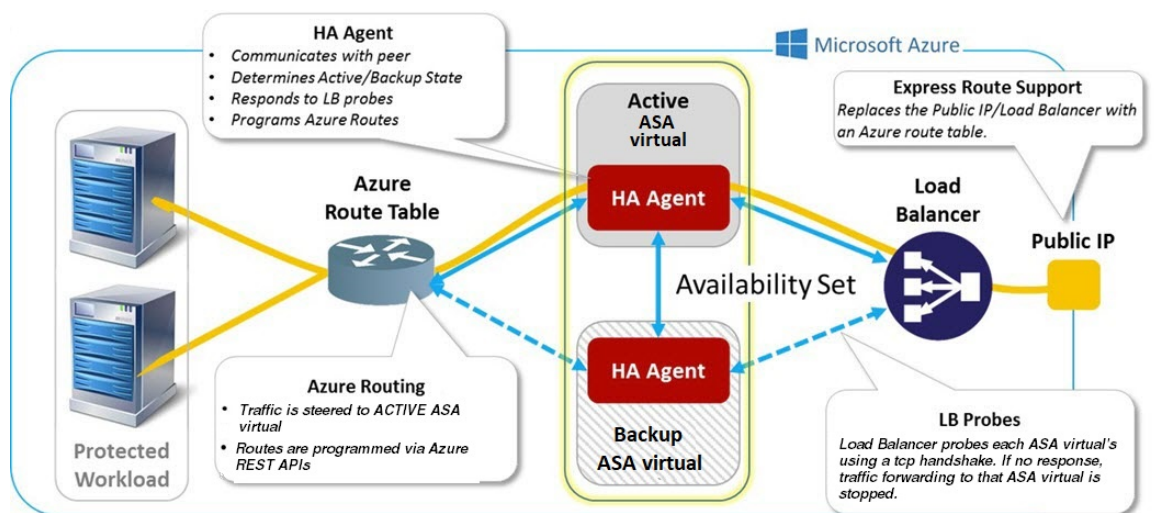 HA Agent
• Communicates with peer
• Determines Active/Backup State
• Responds to LB probes
• Programs Azure Routes
Microsoft Azure
Express Route Support
Replaces the Public IP/Load Balancer with
an Azure route table.
Active
ASA
virtual
HA Agent
Azure
Route Table
Load
Balancer
Public IP
Availability Set
HA Agent
Backup
ASA virtual
Azure Routing
• Traffic is steered to ACTIVE ASA
virtual
• Routes are programmed via Azure
REST APIs
LB Probes
Load Balancer probes each ASA virtual's
using a tcp handshake. If no response,
traffic forwarding to that ASA virtual is
stopped.
Protected
Workload